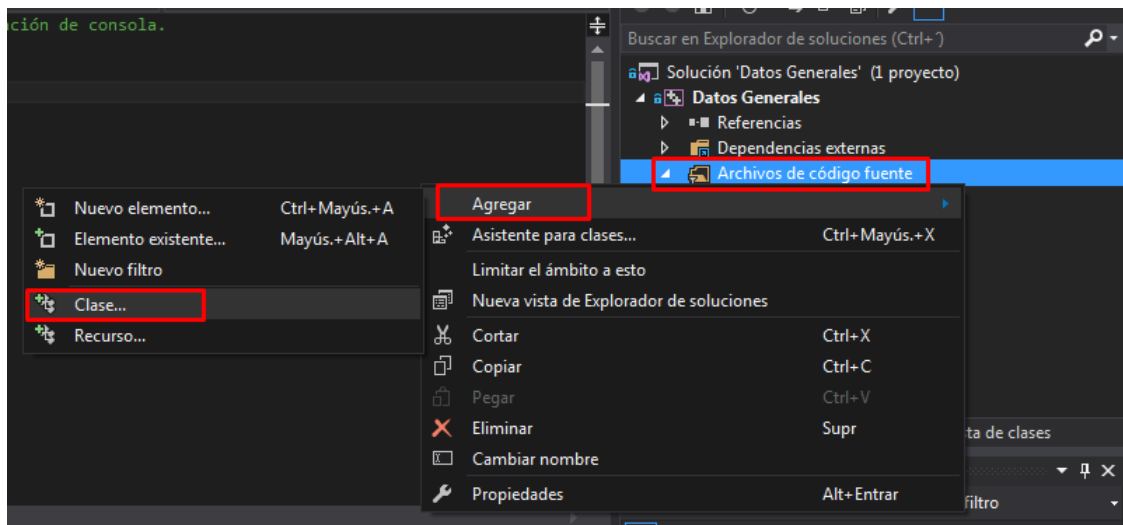 ción de consola.
Buscar en Explorador de soluciones (Ctrl+´)
Solución 'Datos Generales' (1 proyecto)
Datos Generales
Referencias
Dependencias externas
Archivos de código fuente
Agregar
Asistente para clases... Ctrl+Mayús.+X
Limitar el ámbito a esto
Nueva vista de Explorador de soluciones
Cortar Ctrl+X
Copiar Ctrl+C
Pegar Ctrl+V
Eliminar Supr
Cambiar nombre
Propiedades Alt+Entrar
Nuevo elemento... Ctrl+Mayús.+A
Elemento existente... Mayús.+Alt+A
Nuevo filtro
Clase...
Recurso...
ta de clases
filtro